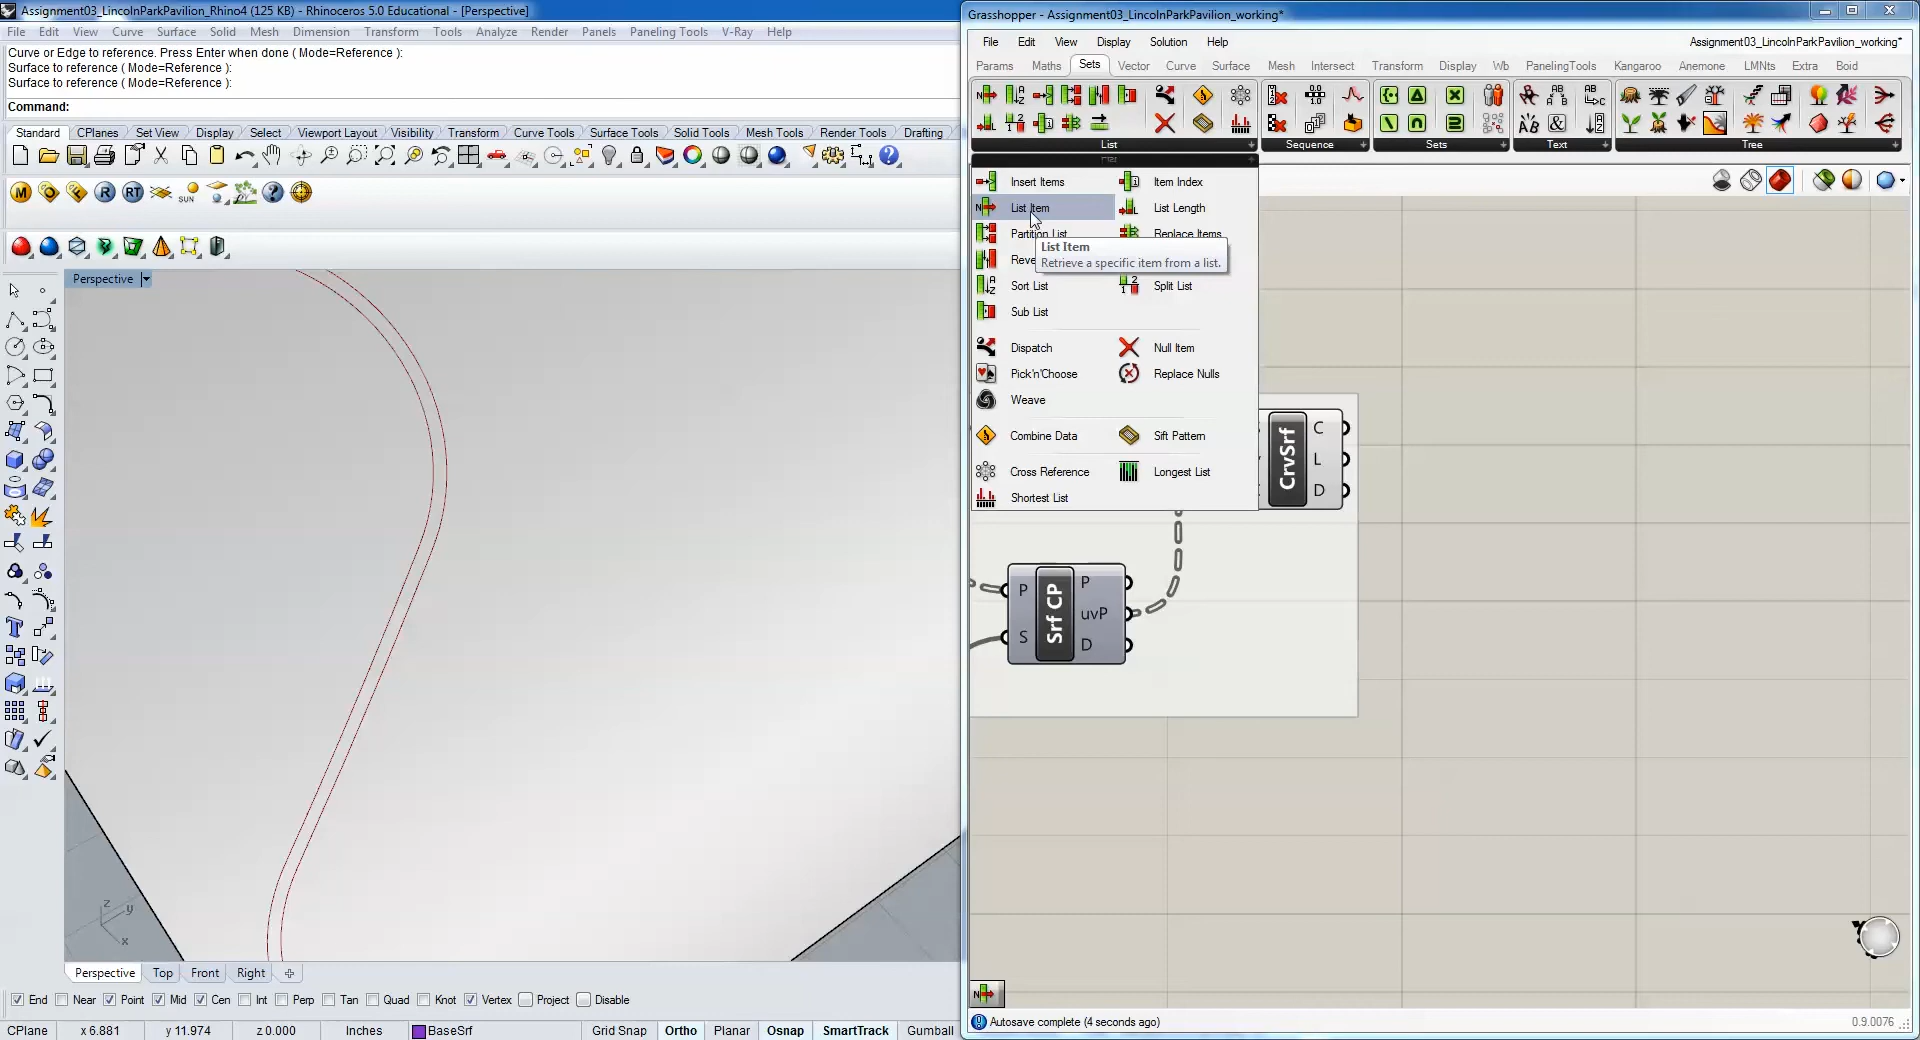 Assignment03_LincolnParkPavilion_Rhino4 (125 KB) - Rhinoceros 5.0 Educational - [Perspective]
File Edit View Curve Surface Solid Mesh Dimension Transform Tools Analyze Render Panels Paneling Tools V-Ray Help
Curve or Edge to reference. Press Enter when done ( Mode=Reference ):
Surface to reference ( Mode=Reference ):
Surface to reference ( Mode=Reference ):
Command:
Standard CPlanes Set View Display Select Viewport Layout Visibility Transform Curve Tools Surface Tools Solid Tools Mesh Tools Render Tools Drafting
M O F R RT SUN
Perspective
z y x
Perspective Top Front Right
End Near Point Mid Cen Int Perp Tan Quad Knot Vertex Project Disable
CPlane x 6.881 y 11.974 z 0.000 Inches BaseSrf Grid Snap Ortho Planar Osnap SmartTrack Gumball
Grasshopper - Assignment03_LincolnParkPavilion_working*
File Edit View Display Solution Help Assignment03_LincolnParkPavilion_working*
Params Maths Sets Vector Curve Surface Mesh Intersect Transform Display Wb PanelingTools Kangaroo Anemone LMNts Extra Boid
List Sequence Sets Text Tree
Insert Items Item Index
List Item List Length
Partition List Replace Items
List Item
Retrieve a specific item from a list.
Reve
Sort List Split List
Sub List
Dispatch Null Item
Pick'n'Choose Replace Nulls
Weave
Combine Data Sift Pattern
Cross Reference Longest List
Shortest List
CrvSrf C L D
P S Srf CP P uvP D
Autosave complete (4 seconds ago) 0.9.0076